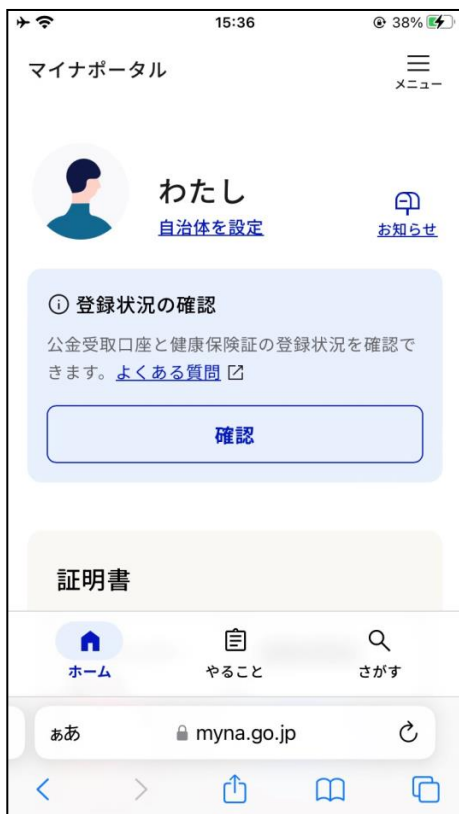 15:36
38%
マイナポータル
メニュー
わたし
自治体を設定
お知らせ
登録状況の確認
公金受取口座と健康保険証の登録状況を確認で
きます。よくある質問
確認
証明書
ホーム
やること
さがす
ぁあ
myna.go.jp